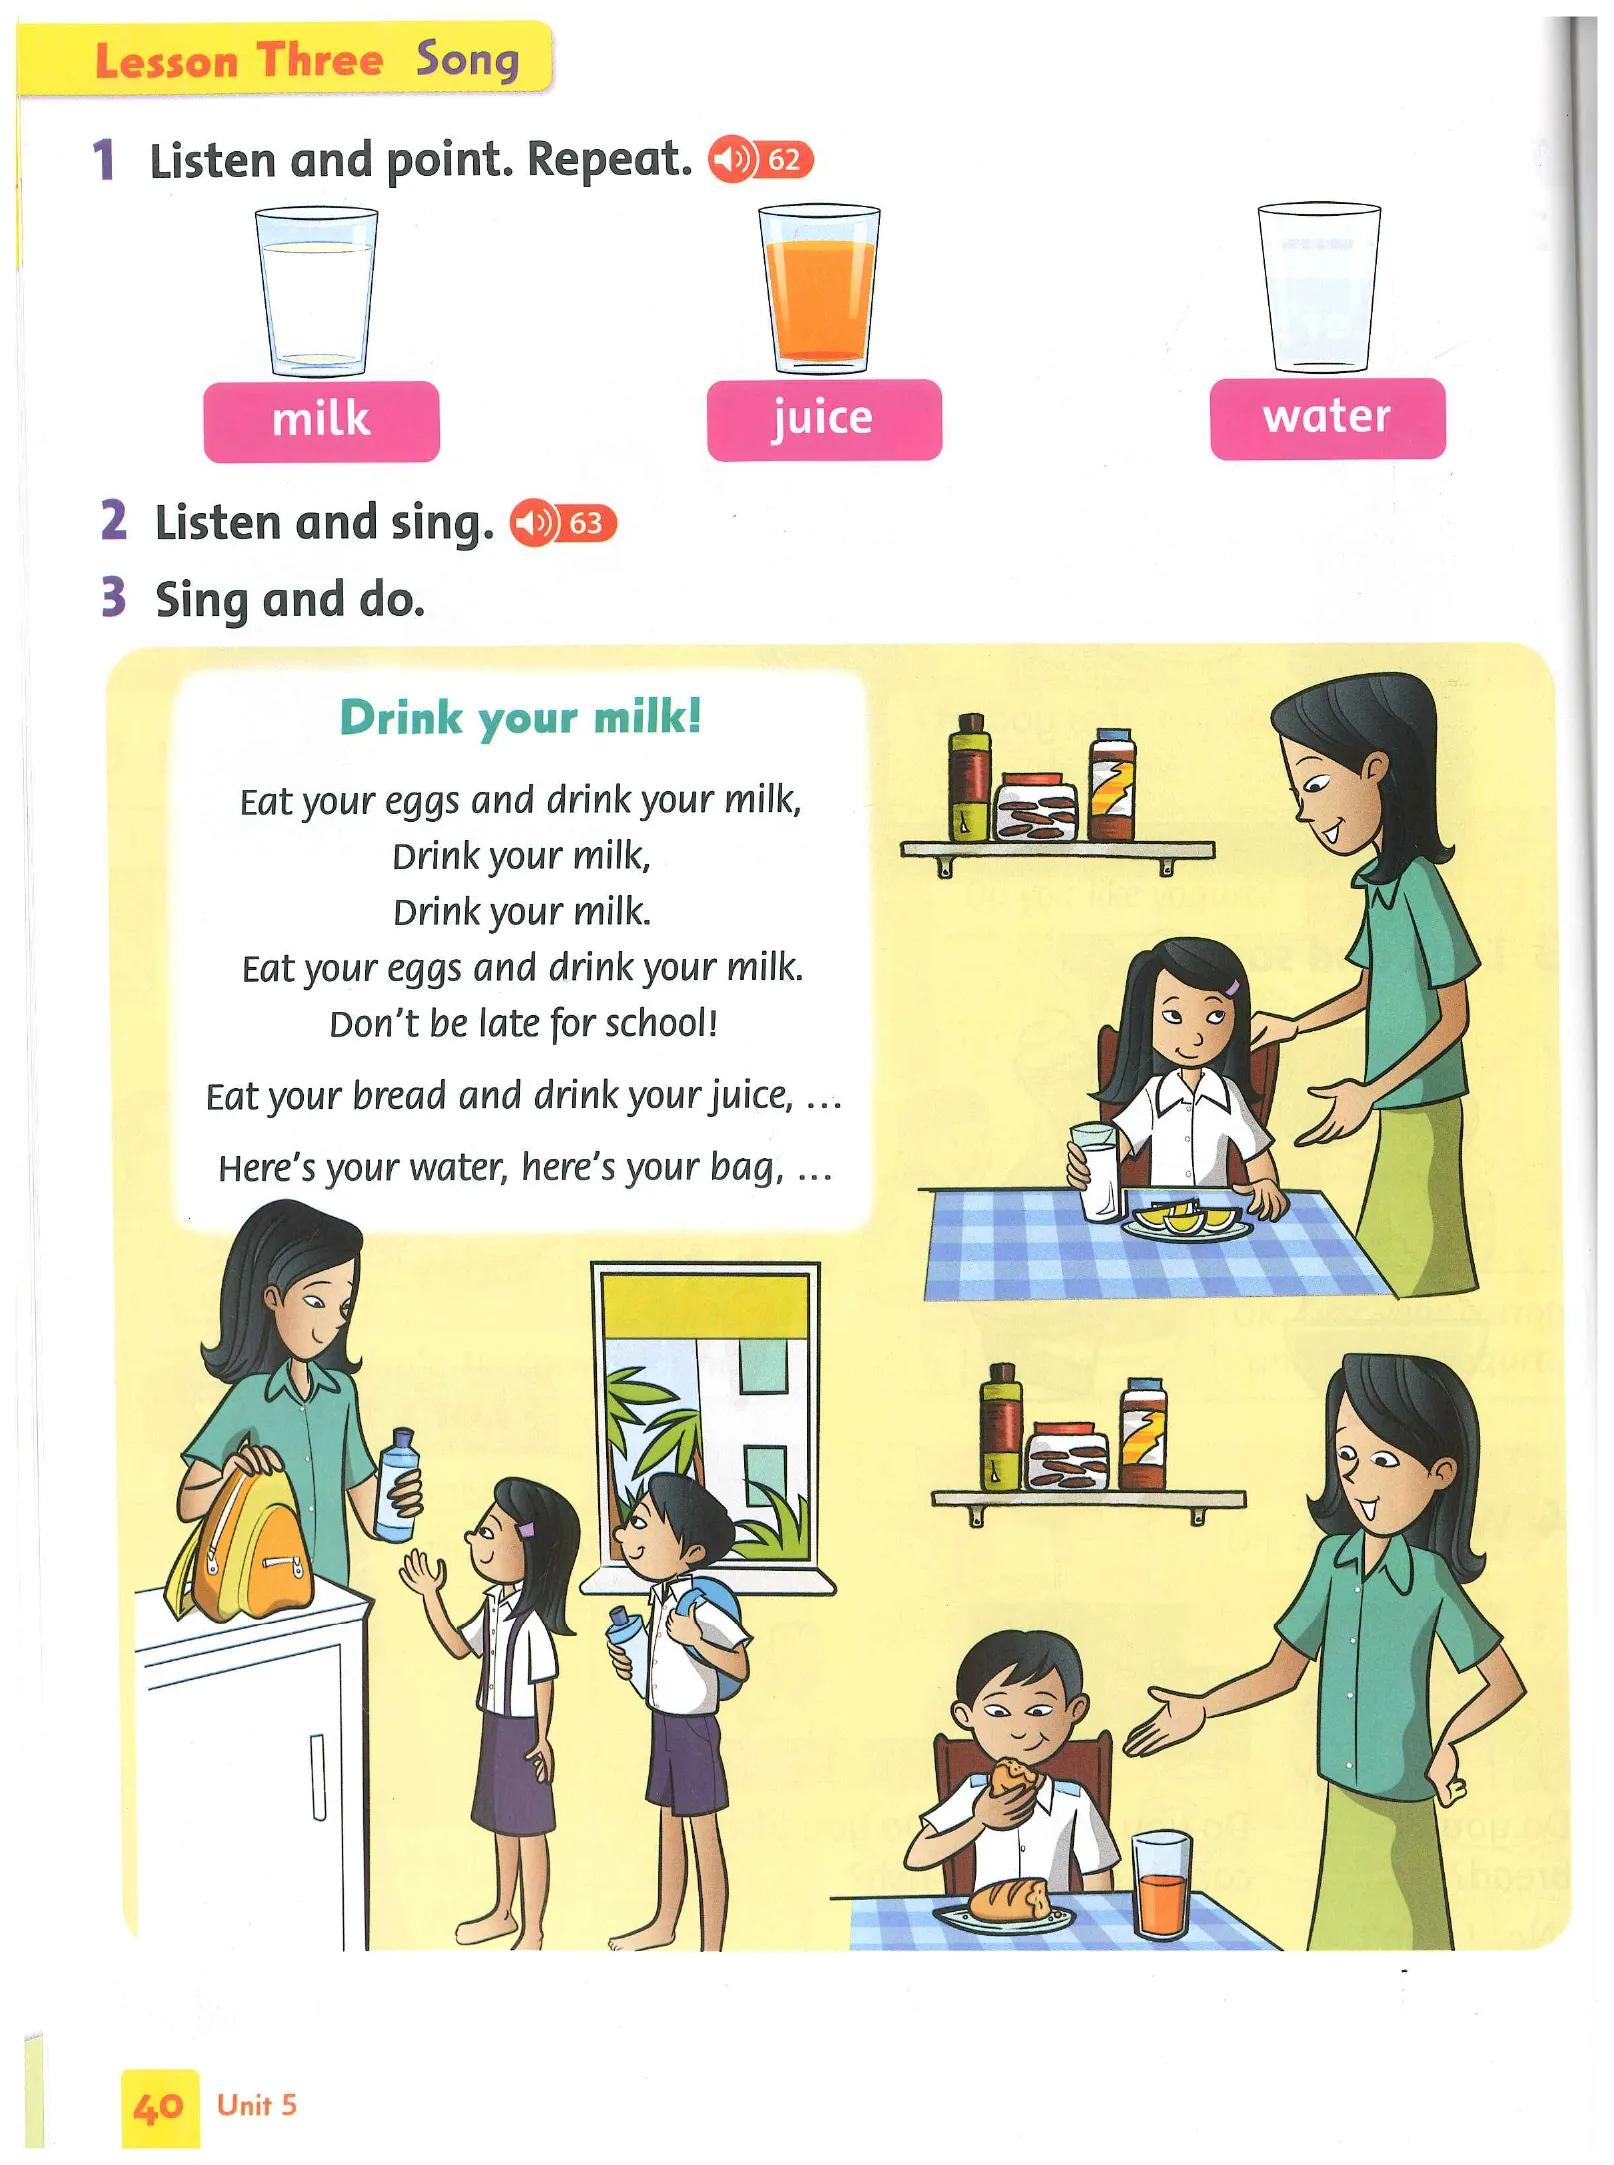 Lesson Three Song
1 Listen and point. Repeat. 62
milk
juice
water
2 Listen and sing. 63
3 Sing and do.
Drink your milk!
Eat your eggs and drink your milk,
Drink your milk,
Drink your milk.
Eat your eggs and drink your milk.
Don't be late for school!
Eat your bread and drink your juice, ...
Here's your water, here's your bag, ...
40 Unit 5